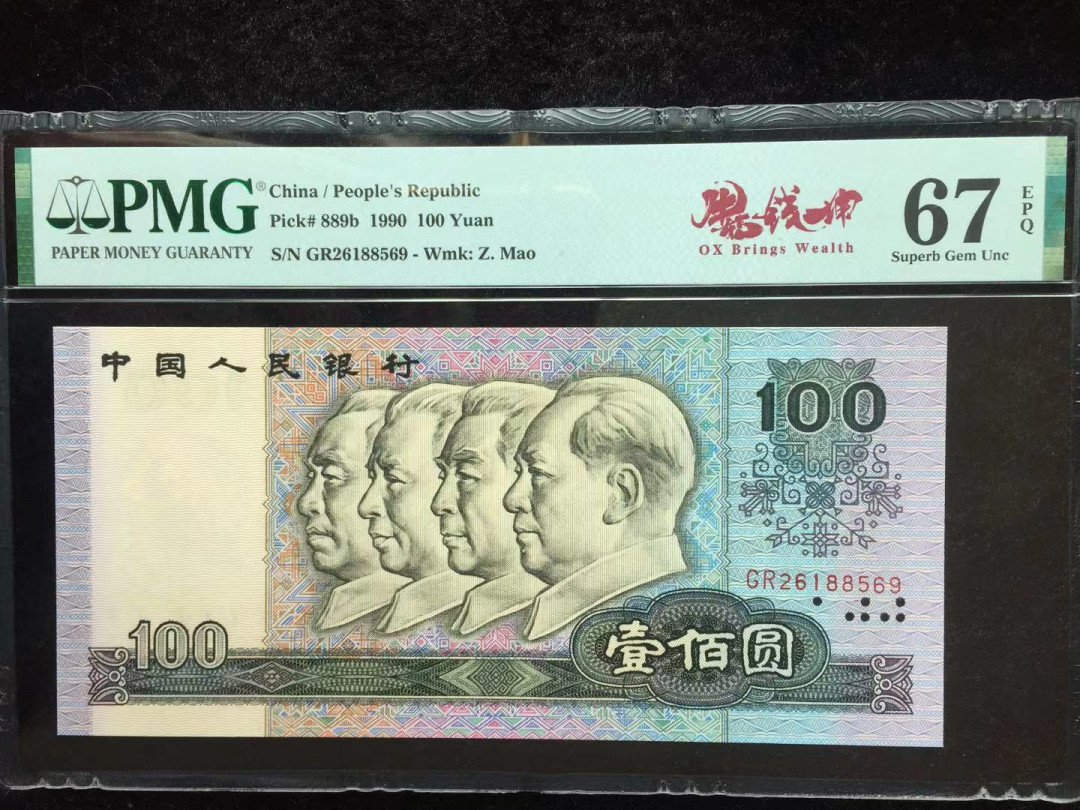 PMG®
PAPER MONEY GUARANTY
China / People's Republic
Pick# 889b 1990 100 Yuan
S/N GR26188569 - Wmk: Z. Mao
OX Brings Wealth
67
EPQ
Superb Gem Unc
中国人民银行
100
GR26188569
100
壹佰圆